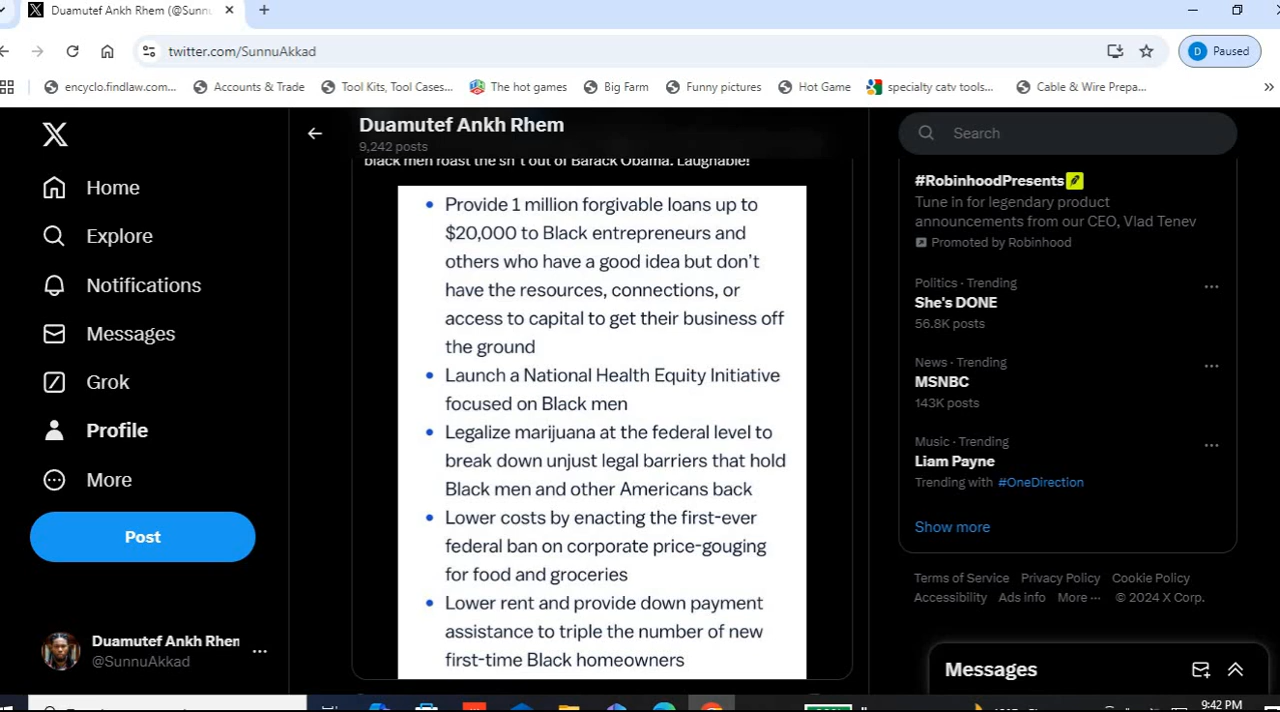 Duamutef Ankh Rhem (@Sunnu
twitter.com/SunnuAkkad
D Paused
encyclo.findlaw.com...
Accounts & Trade
Tool Kits, Tool Cases...
The hot games
Big Farm
Funny pictures
Hot Game
specialty catv tools...
Cable & Wire Prepa...
Home
Explore
Notifications
Messages
Grok
Profile
More
Post
Duamutef Ankh Rhem
@SunnuAkkad
Duamutef Ankh Rhem
9,242 posts
black men roast the sh*t out of Barack Obama. Laughable!
• Provide 1 million forgivable loans up to
$20,000 to Black entrepreneurs and
others who have a good idea but don't
have the resources, connections, or
access to capital to get their business off
the ground
• Launch a National Health Equity Initiative
focused on Black men
• Legalize marijuana at the federal level to
break down unjust legal barriers that hold
Black men and other Americans back
• Lower costs by enacting the first-ever
federal ban on corporate price-gouging
for food and groceries
• Lower rent and provide down payment
assistance to triple the number of new
first-time Black homeowners
Search
#RobinhoodPresents
Tune in for legendary product
announcements from our CEO, Vlad Tenev
Promoted by Robinhood
Politics · Trending
She's DONE
56.8K posts
News · Trending
MSNBC
143K posts
Music · Trending
Liam Payne
Trending with #OneDirection
Show more
Terms of Service Privacy Policy Cookie Policy
Accessibility Ads info More ··· © 2024 X Corp.
Messages
9:42 PM